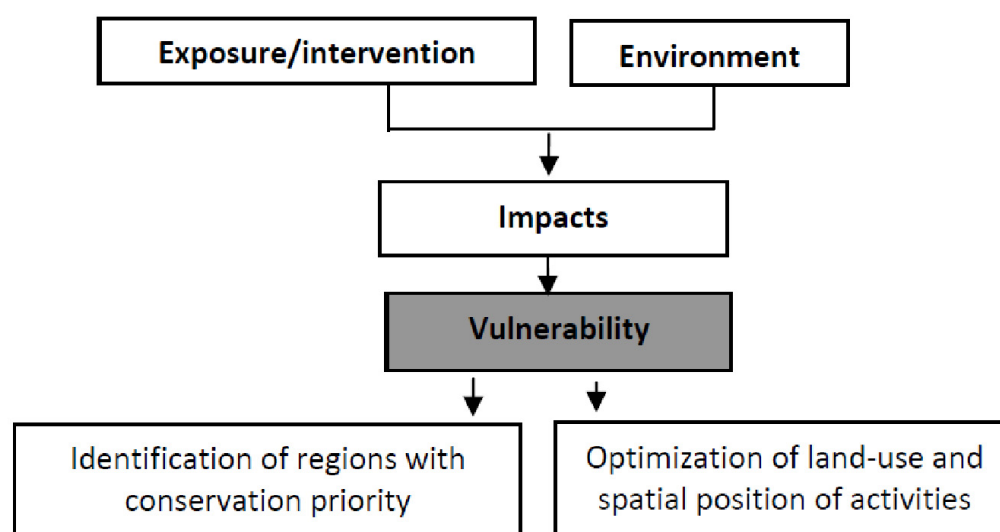 Exposure/intervention
Environment
Impacts
Vulnerability
Identification of regions with
conservation priority
Optimization of land-use and
spatial position of activities